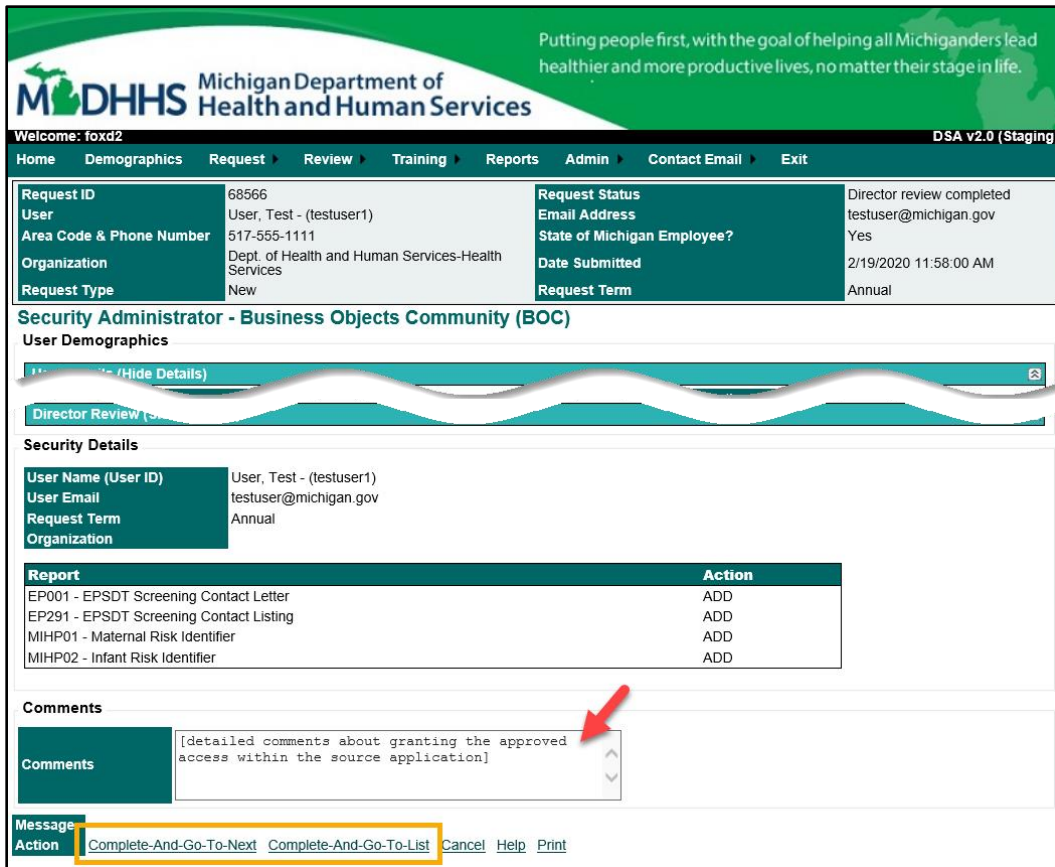 Putting people first, with the goal of helping all Michiganders lead
healthier and more productive lives, no matter their stage in life.
MDHHS Michigan Department of
Health and Human Services
Welcome: foxd2 DSA v2.0 (Staging
Home Demographics Request Review Training Reports Admin Contact Email Exit
Request ID 68566 Request Status Director review completed
User User, Test - (testuser1) Email Address testuser@michigan.gov
Area Code & Phone Number 517-555-1111 State of Michigan Employee? Yes
Organization Dept. of Health and Human Services-Health
Services Date Submitted 2/19/2020 11:58:00 AM
Request Type New Request Term Annual
Security Administrator - Business Objects Community (BOC)
User Demographics
(Hide Details)
Director Review
Security Details
User Name (User ID) User, Test - (testuser1)
User Email testuser@michigan.gov
Request Term Annual
Organization
Report Action
EP001 - EPSDT Screening Contact Letter ADD
EP291 - EPSDT Screening Contact Listing ADD
MIHP01 - Maternal Risk Identifier ADD
MIHP02 - Infant Risk Identifier ADD
Comments
Comments [detailed comments about granting the approved
access within the source application]
Message
Action Complete-And-Go-To-Next Complete-And-Go-To-List Cancel Help Print